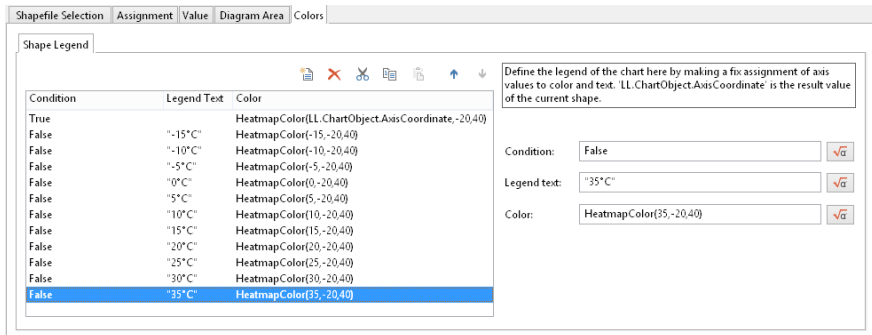 Shapefile Selection Assignment Value Diagram Area Colors
Shape Legend
Define the legend of the chart here by making a fix assignment of axis
values to color and text. 'LL.ChartObject.AxisCoordinate' is the result value
of the current shape.
Condition Legend Text Color
True HeatmapColor(LL.ChartObject.AxisCoordinate,-20,40)
False "-15°C" HeatmapColor(-15,-20,40)
False "-10°C" HeatmapColor(-10,-20,40)
False "-5°C" HeatmapColor(-5,-20,40)
False "0°C" HeatmapColor(0,-20,40)
False "5°C" HeatmapColor(5,-20,40)
False "10°C" HeatmapColor(10,-20,40)
False "15°C" HeatmapColor(15,-20,40)
False "20°C" HeatmapColor(20,-20,40)
False "25°C" HeatmapColor(25,-20,40)
False "30°C" HeatmapColor(30,-20,40)
False "35°C" HeatmapColor(35,-20,40)
Condition: False √α
Legend text: "35°C" √α
Color: HeatmapColor(35,-20,40) √α